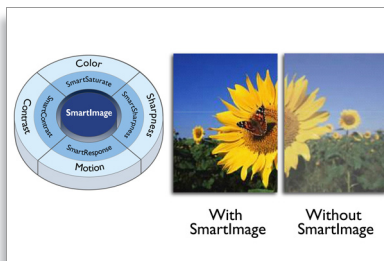 Color
SmartSaturate
Contrast
SmartContrast
SmartImage
SmartSharpness
Sharpness
SmartResponse
Motion
With
SmartImage
Without
SmartImage